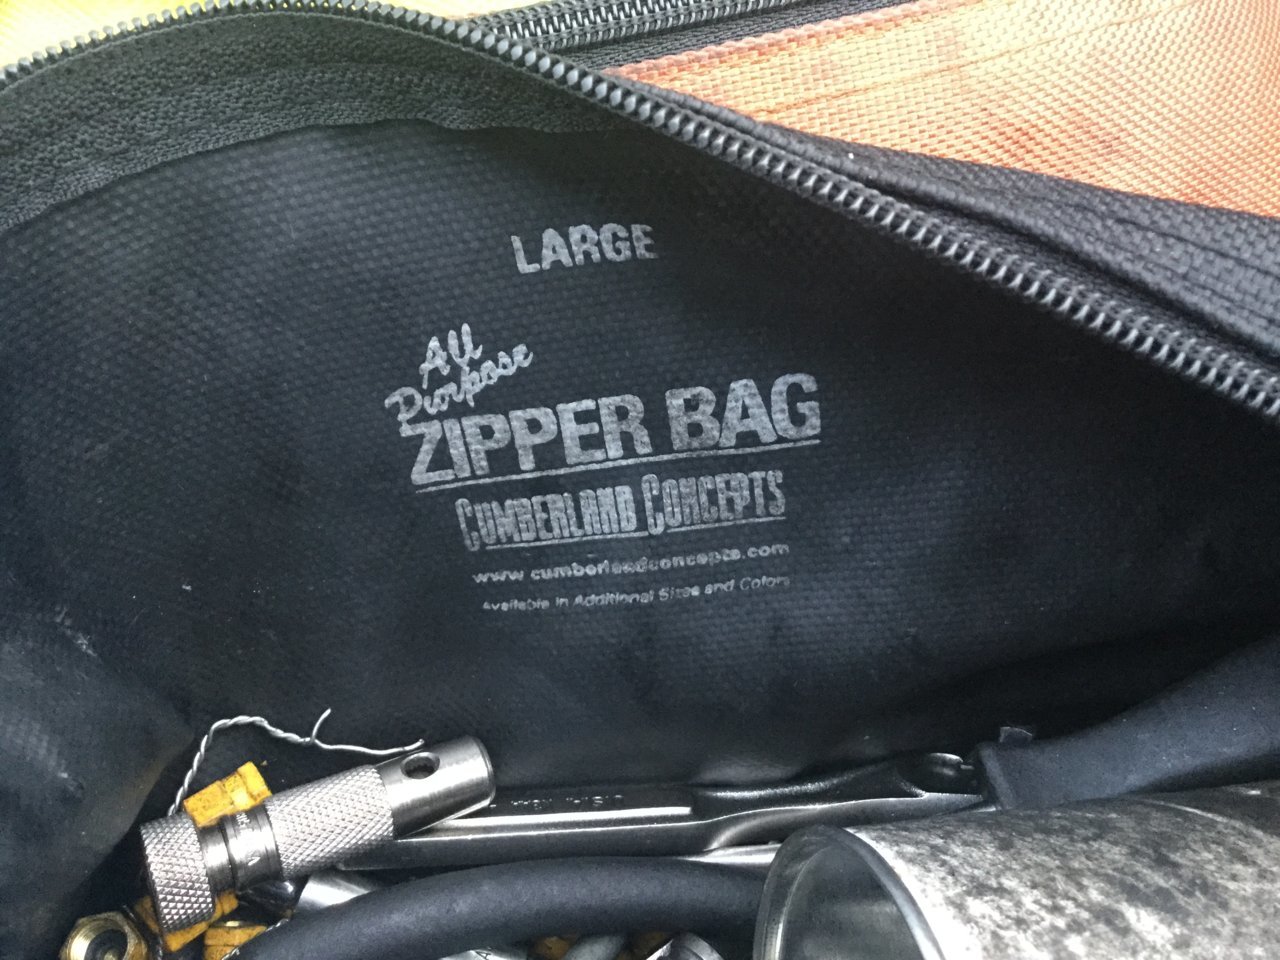 LARGE
All
Purpose
ZIPPER BAG
CUMBERLAND CONCEPTS
www.cumberlandconcepts.com
Available in Additional Sizes and Colors